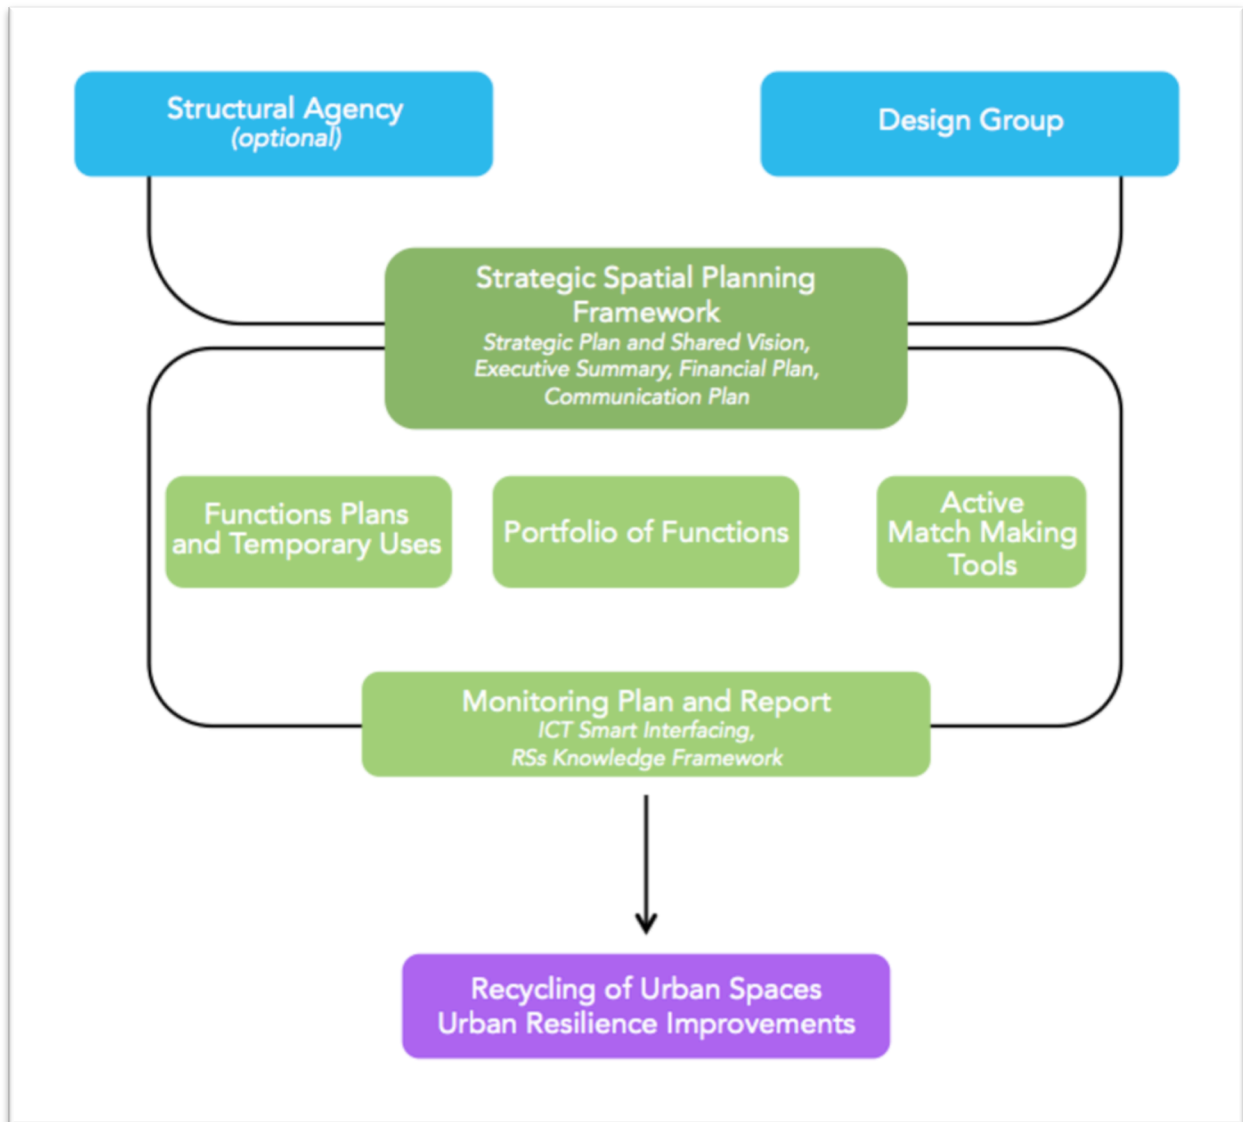 Structural Agency
(optional)
Design Group
Strategic Spatial Planning
Framework
Strategic Plan and Shared Vision,
Executive Summary, Financial Plan,
Communication Plan
Functions Plans
and Temporary Uses
Portfolio of Functions
Active
Match Making
Tools
Monitoring Plan and Report
ICT Smart Interfacing,
RSs Knowledge Framework
Recycling of Urban Spaces
Urban Resilience Improvements